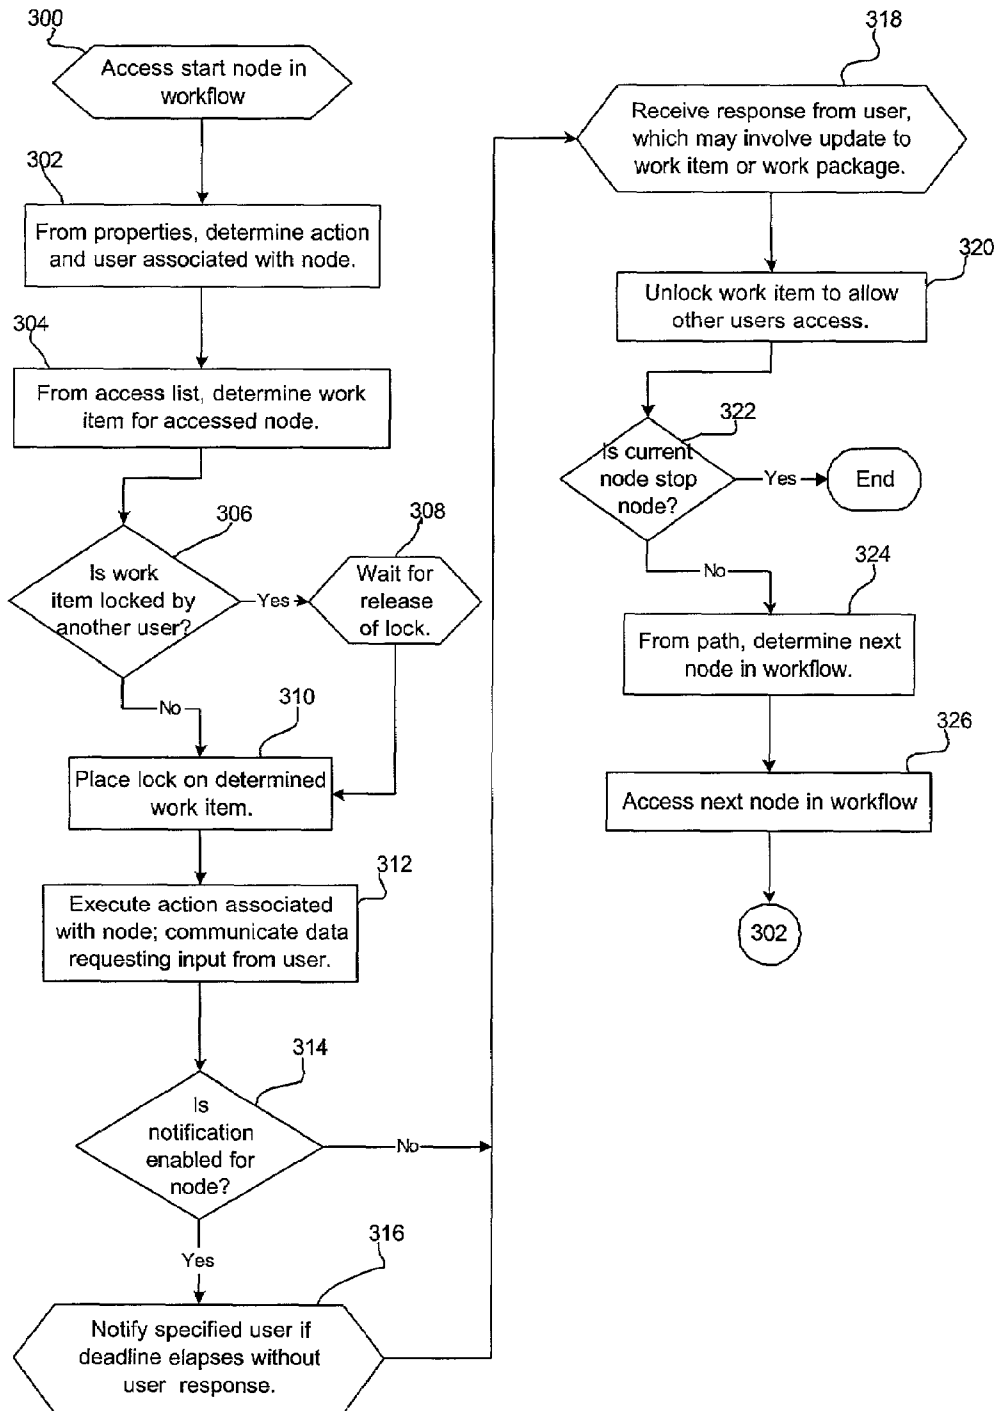 300
Access start node in
workflow
302
From properties, determine action
and user associated with node.
304
From access list, determine work
item for accessed node.
306
Is work
item locked by
another user?
Yes
308
Wait for
release
of lock.
No
310
Place lock on determined
work item.
312
Execute action associated
with node; communicate data
requesting input from user.
314
Is
notification
enabled for
node?
No
Yes
316
Notify specified user if
deadline elapses without
user response.
318
Receive response from user,
which may involve update to
work item or work package.
320
Unlock work item to allow
other users access.
322
Is current
node stop
node?
Yes
End
No
324
From path, determine next
node in workflow.
326
Access next node in workflow
302